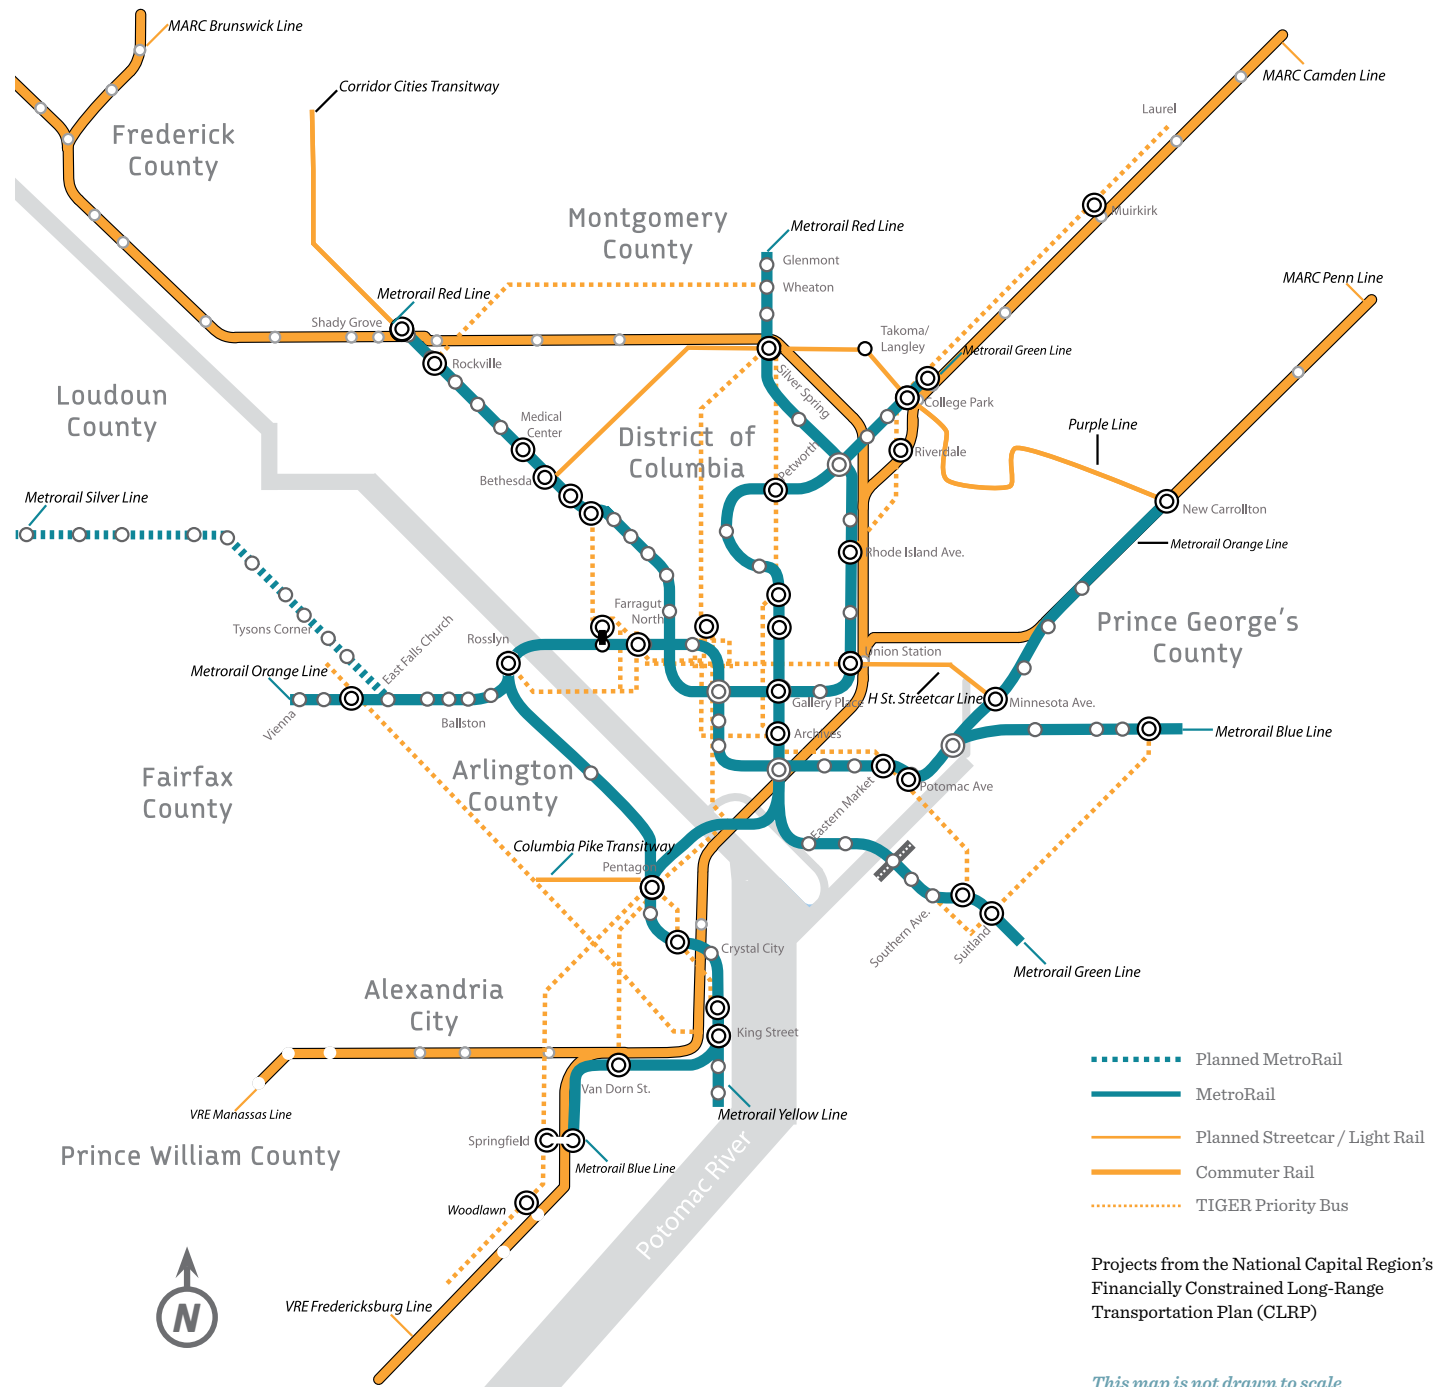 MARC Brunswick Line
Corridor Cities Transitway
MARC Camden Line
Laurel
Frederick
County
Muirkirk
Montgomery
County
Metrorail Red Line
Glenmont
Wheaton
MARC Penn Line
Metrorail Red Line
Shady Grove
Rockville
Takoma/
Langley
Metrorail Green Line
Silver Spring
College Park
Loudoun
County
Medical
Center
District of
Columbia
Purple Line
Petworth
Riverdale
Bethesda
Metrorail Silver Line
New Carrollton
Metrorail Orange Line
Rhode Island Ave.
Farragut
North
Tysons Corner
East Falls Church
Rosslyn
Prince George's
County
Union Station
Metrorail Orange Line
H St. Streetcar Line
Gallery Place
Minnesota Ave.
Vienna
Ballston
Archives
Metrorail Blue Line
Fairfax
County
Arlington
County
Eastern Market
Potomac Ave
Columbia Pike Transitway
Pentagon
Southern Ave.
Suitland
Crystal City
Metrorail Green Line
Alexandria
City
King Street
Van Dorn St.
VRE Manassas Line
Metrorail Yellow Line
Prince William County
Springfield
Metrorail Blue Line
Potomac River
Woodlawn
VRE Fredericksburg Line
N
Planned MetroRail
MetroRail
Planned Streetcar / Light Rail
Commuter Rail
TIGER Priority Bus
Projects from the National Capital Region's
Financially Constrained Long-Range
Transportation Plan (CLRP)
This map is not drawn to scale